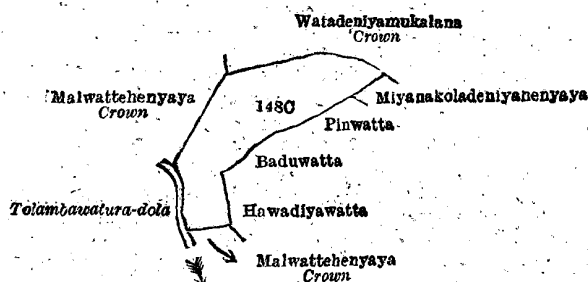 Watadeniyamukalana
Crown
Malwattehenyaya
Crown
1480
Miyanakoladeniyanenyaya
Pinwatta
Baduwatta
Tolambawatura-dola
Hawadiyawatta
Malwattehenyaya
Crown